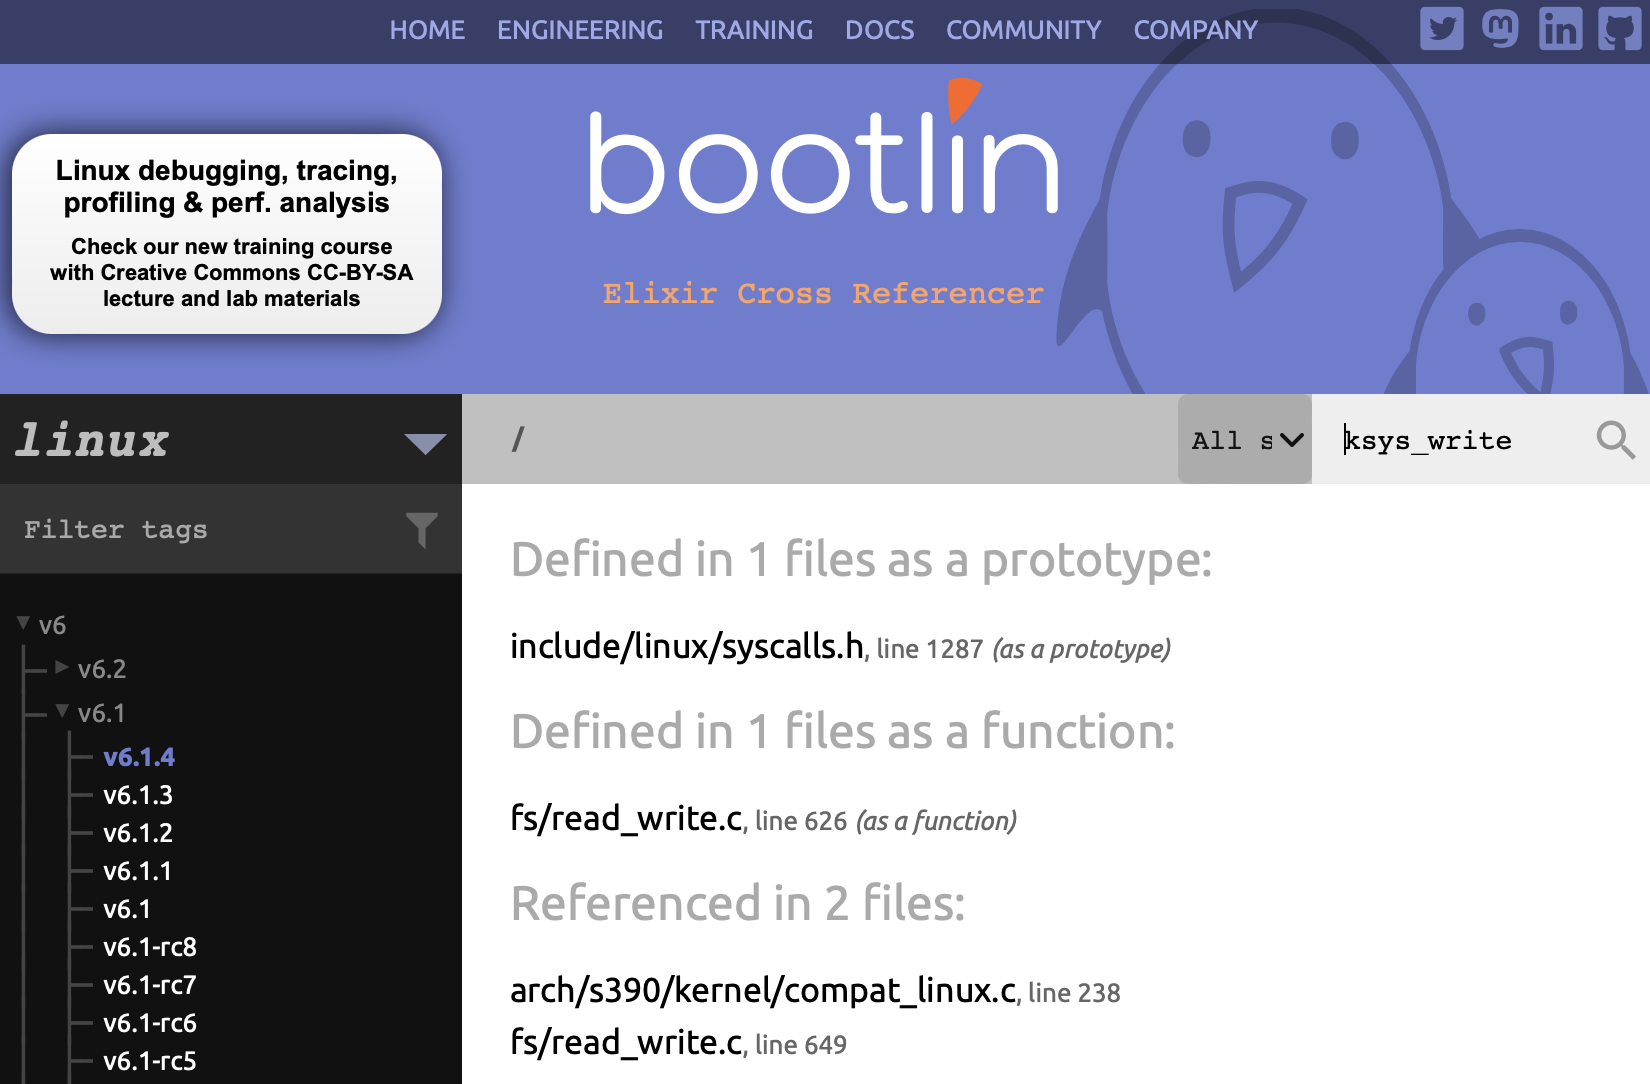 HOME ENGINEERING TRAINING DOCS COMMUNITY COMPANY
Linux debugging, tracing,
profiling & perf. analysis
Check our new training course
with Creative Commons CC-BY-SA
lecture and lab materials
bootlin
Elixir Cross Referencer
linux
/
All s
ksys_write
Filter tags
v6
v6.2
v6.1
v6.1.4
v6.1.3
v6.1.2
v6.1.1
v6.1
v6.1-rc8
v6.1-rc7
v6.1-rc6
v6.1-rc5
Defined in 1 files as a prototype:
include/linux/syscalls.h, line 1287 (as a prototype)
Defined in 1 files as a function:
fs/read_write.c, line 626 (as a function)
Referenced in 2 files:
arch/s390/kernel/compat_linux.c, line 238
fs/read_write.c, line 649